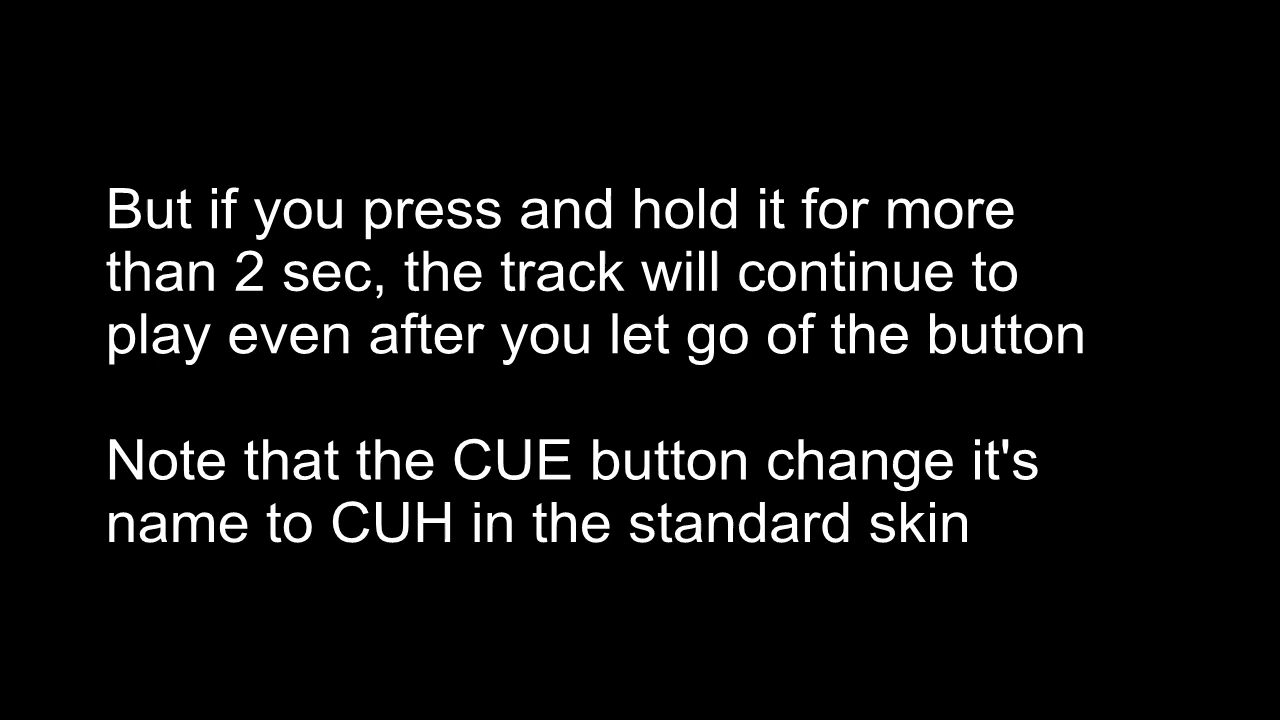 But if you press and hold it for more
than 2 sec, the track will continue to
play even after you let go of the button
Note that the CUE button change it's
name to CUH in the standard skin